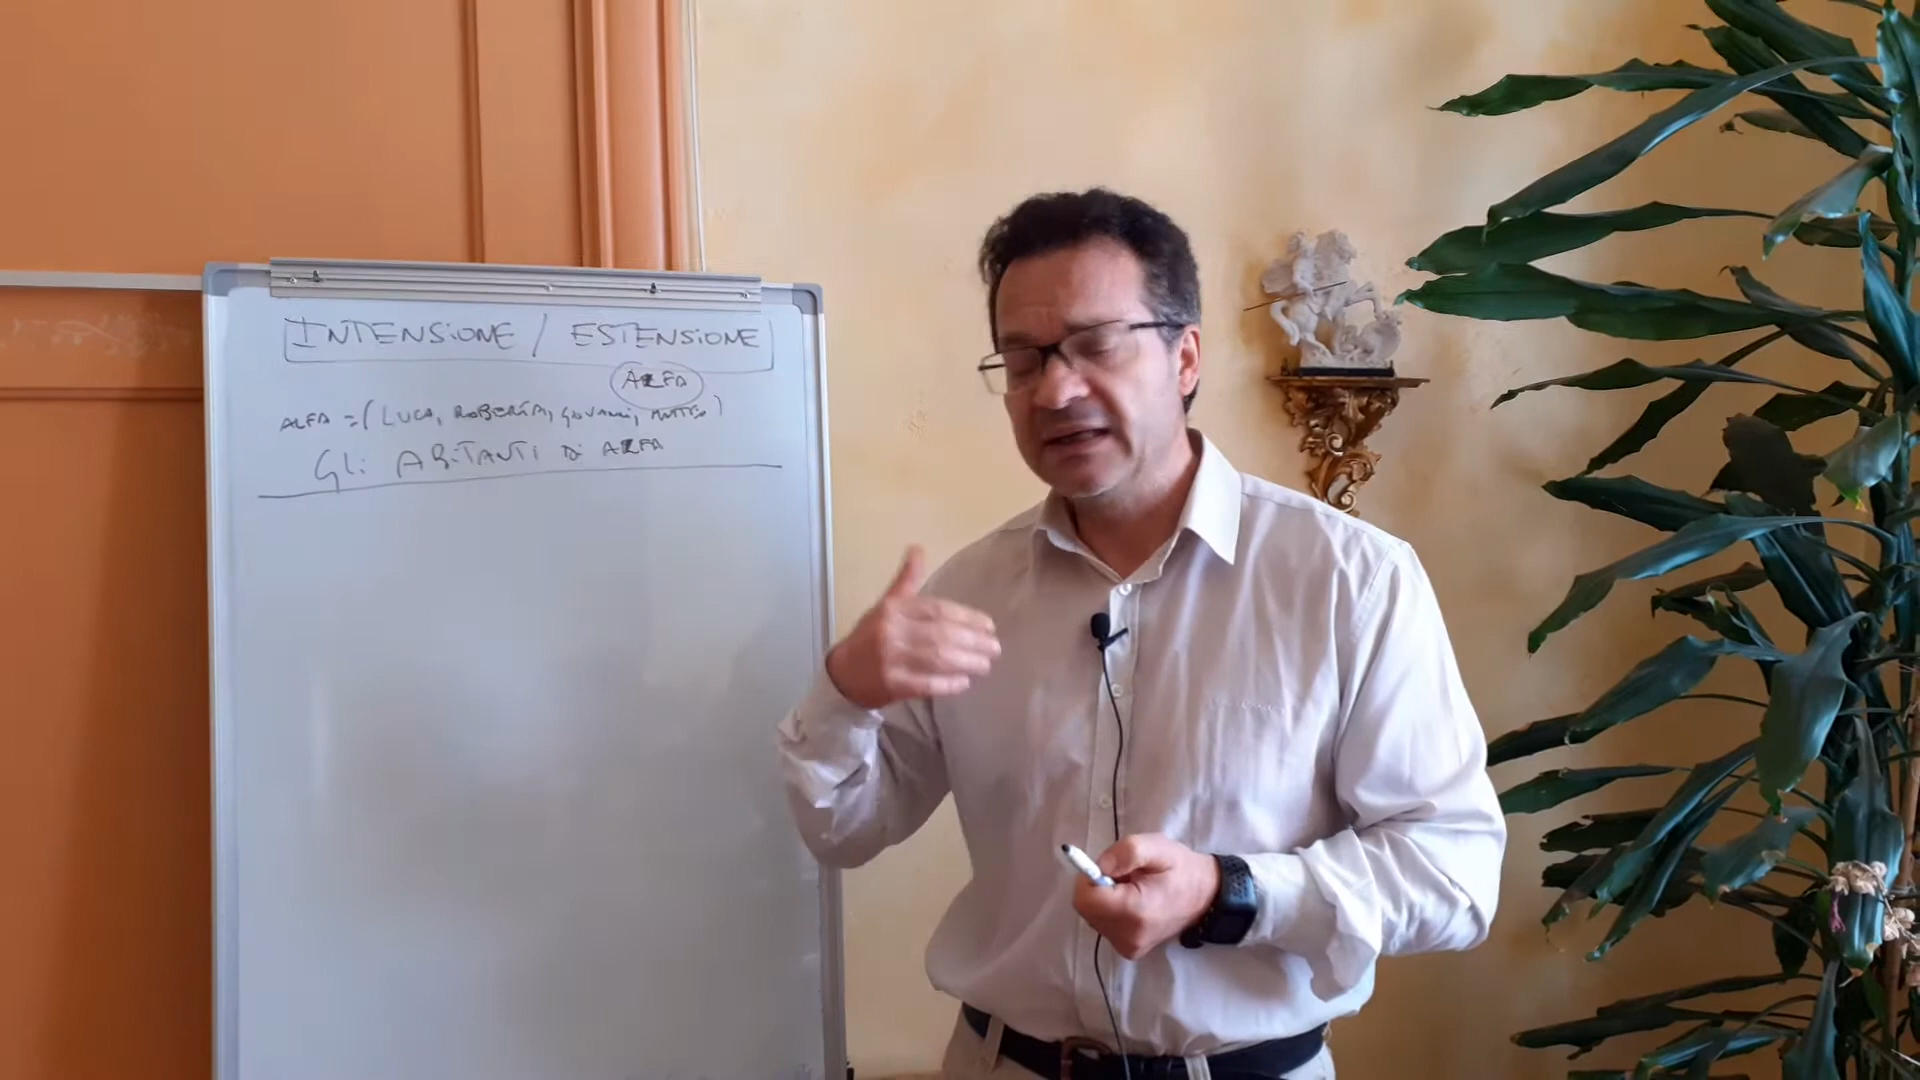 INTENSIONE / ESTENSIONE
ALFA
ALFA = ( LUCA, ROBERTA, GIOVANNI, MATTEO )
GLI ABITANTI DI ALFA